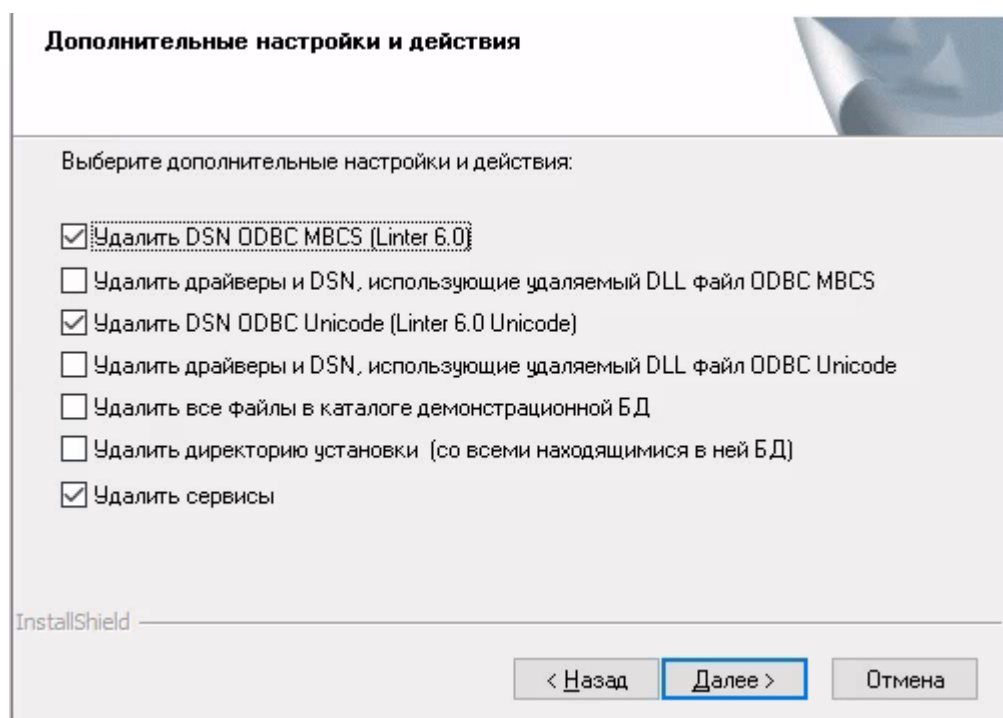 Дополнительные настройки и действия
Выберите дополнительные настройки и действия:
Удалить DSN ODBC MBCS (Linter 6.0)
Удалить драйверы и DSN, использующие удаляемый DLL файл ODBC MBCS
Удалить DSN ODBC Unicode (Linter 6.0 Unicode)
Удалить драйверы и DSN, использующие удаляемый DLL файл ODBC Unicode
Удалить все файлы в каталоге демонстрационной БД
Удалить директорию установки (со всеми находящимися в ней БД)
Удалить сервисы
InstallShield
< Назад Далее > Отмена